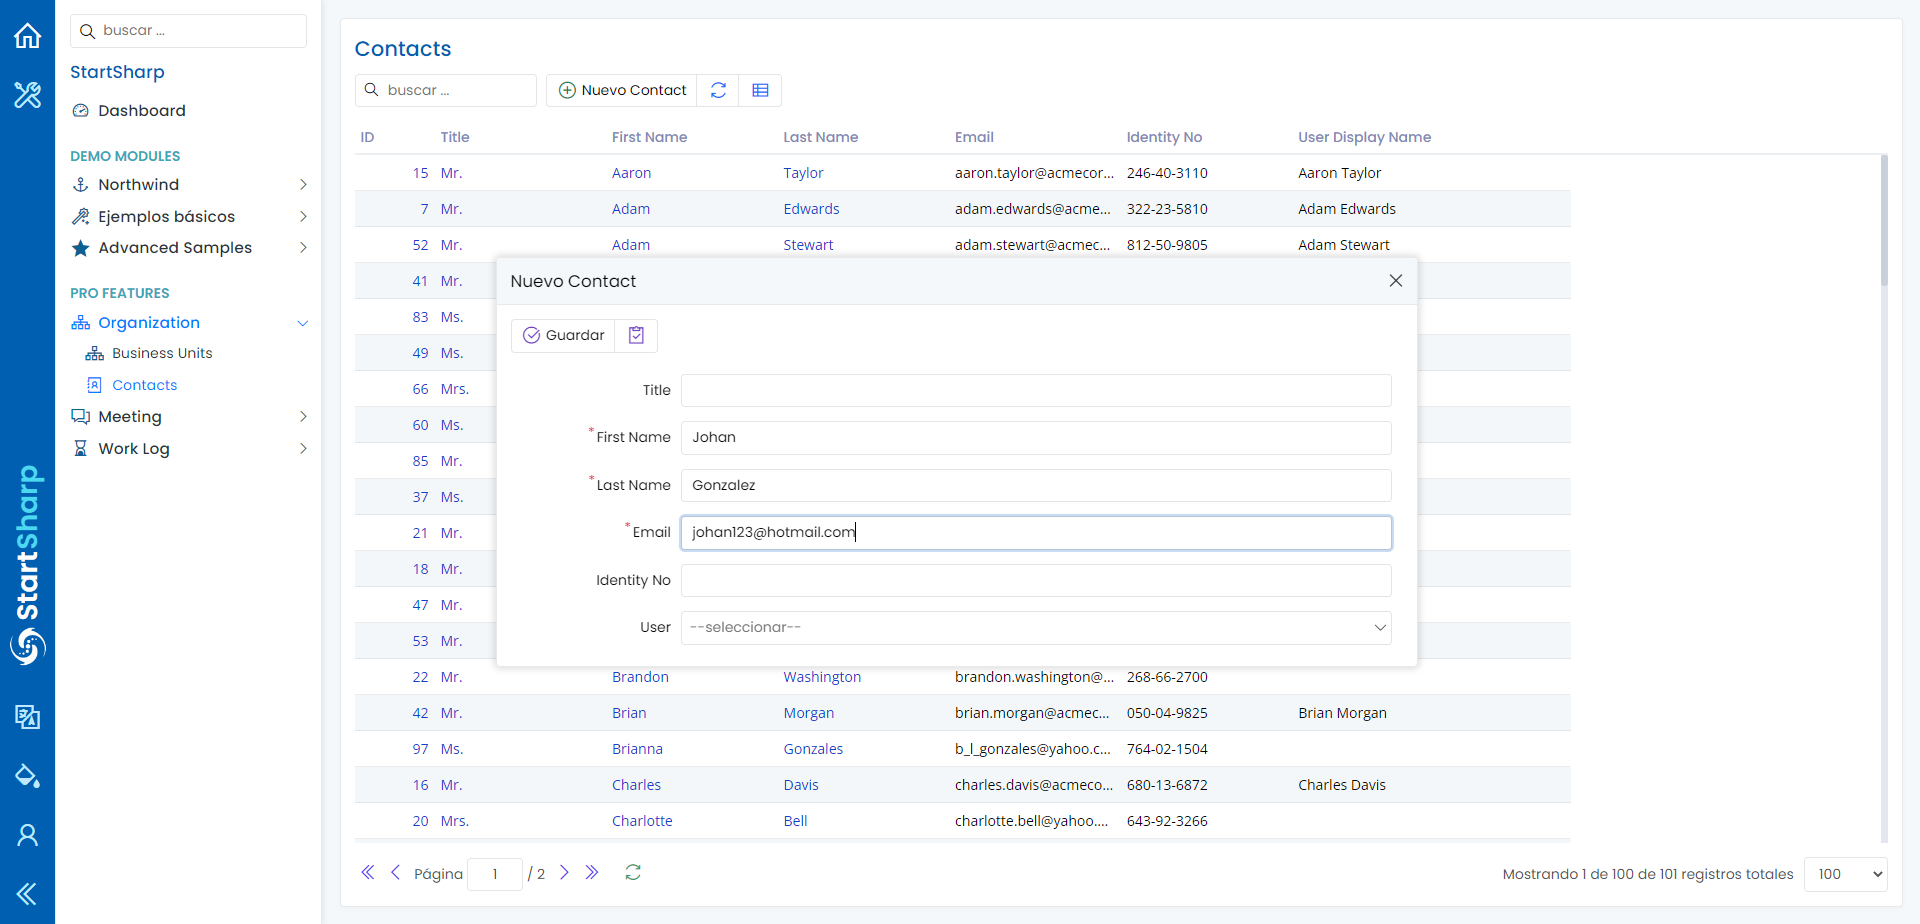 buscar ...
StartSharp
Dashboard
DEMO MODULES
Northwind
Ejemplos básicos
Advanced Samples
PRO FEATURES
Organization
Business Units
Contacts
Meeting
Work Log
StartSharp
Contacts
buscar ...
Nuevo Contact
ID Title First Name Last Name Email Identity No User Display Name
15 Mr. Aaron Taylor aaron.taylor@acmecor... 246-40-3110 Aaron Taylor
7 Mr. Adam Edwards adam.edwards@acme... 322-23-5810 Adam Edwards
52 Mr. Adam Stewart adam.stewart@acmec... 812-50-9805 Adam Stewart
41 Mr.
83 Ms.
49 Ms.
66 Mrs.
60 Ms.
85 Mr.
37 Ms.
21 Mr.
18 Mr.
47 Mr.
53 Mr.
22 Mr. Brandon Washington brandon.washington@... 268-66-2700
42 Mr. Brian Morgan brian.morgan@acmec... 050-04-9825 Brian Morgan
97 Ms. Brianna Gonzales b_l_gonzales@yahoo.c... 764-02-1504
16 Mr. Charles Davis charles.davis@acmeco... 680-13-6872 Charles Davis
20 Mrs. Charlotte Bell charlotte.bell@yahoo.... 643-92-3266
Nuevo Contact
Guardar
Title
*First Name Johan
*Last Name Gonzalez
*Email johan123@hotmail.com
Identity No
User --seleccionar--
Página 1 / 2
Mostrando 1 de 100 de 101 registros totales 100